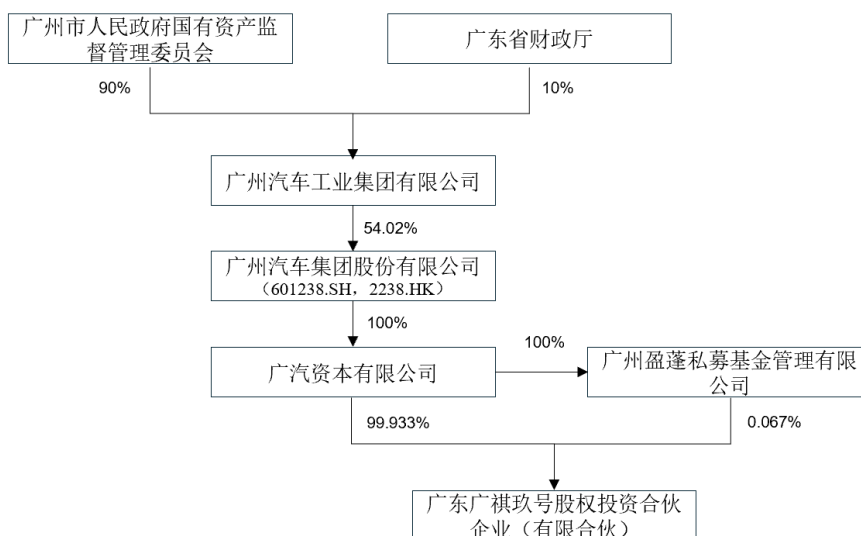 广州市人民政府国有资产监
督管理委员会
广东省财政厅
90%
10%
广州汽车工业集团有限公司
54.02%
广州汽车集团股份有限公司
（601238.SH，2238.HK）
100%
广汽资本有限公司
100%
广州盈蓬私募基金管理有限
公司
99.933%
0.067%
广东广祺玖号股权投资合伙
企业（有限合伙）